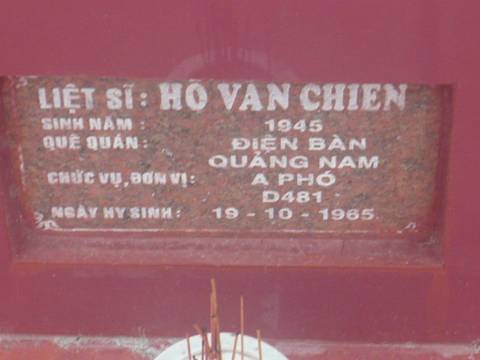 LIỆT SĨ: HO VAN CHIEN
SINH NĂM: 1945
QUÊ QUÁN: ĐIỆN BÀN
QUẢNG NAM
CHỨC VỤ, ĐƠN VỊ: A PHÓ
D481
NGÀY HY SINH: 19-10-1965